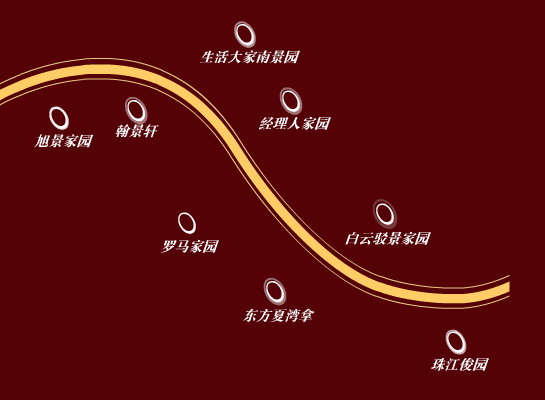 生活大家南景园
经理人家园
翰景轩
旭景家园
白云驳景家园
罗马家园
东方夏湾拿
珠江俊园